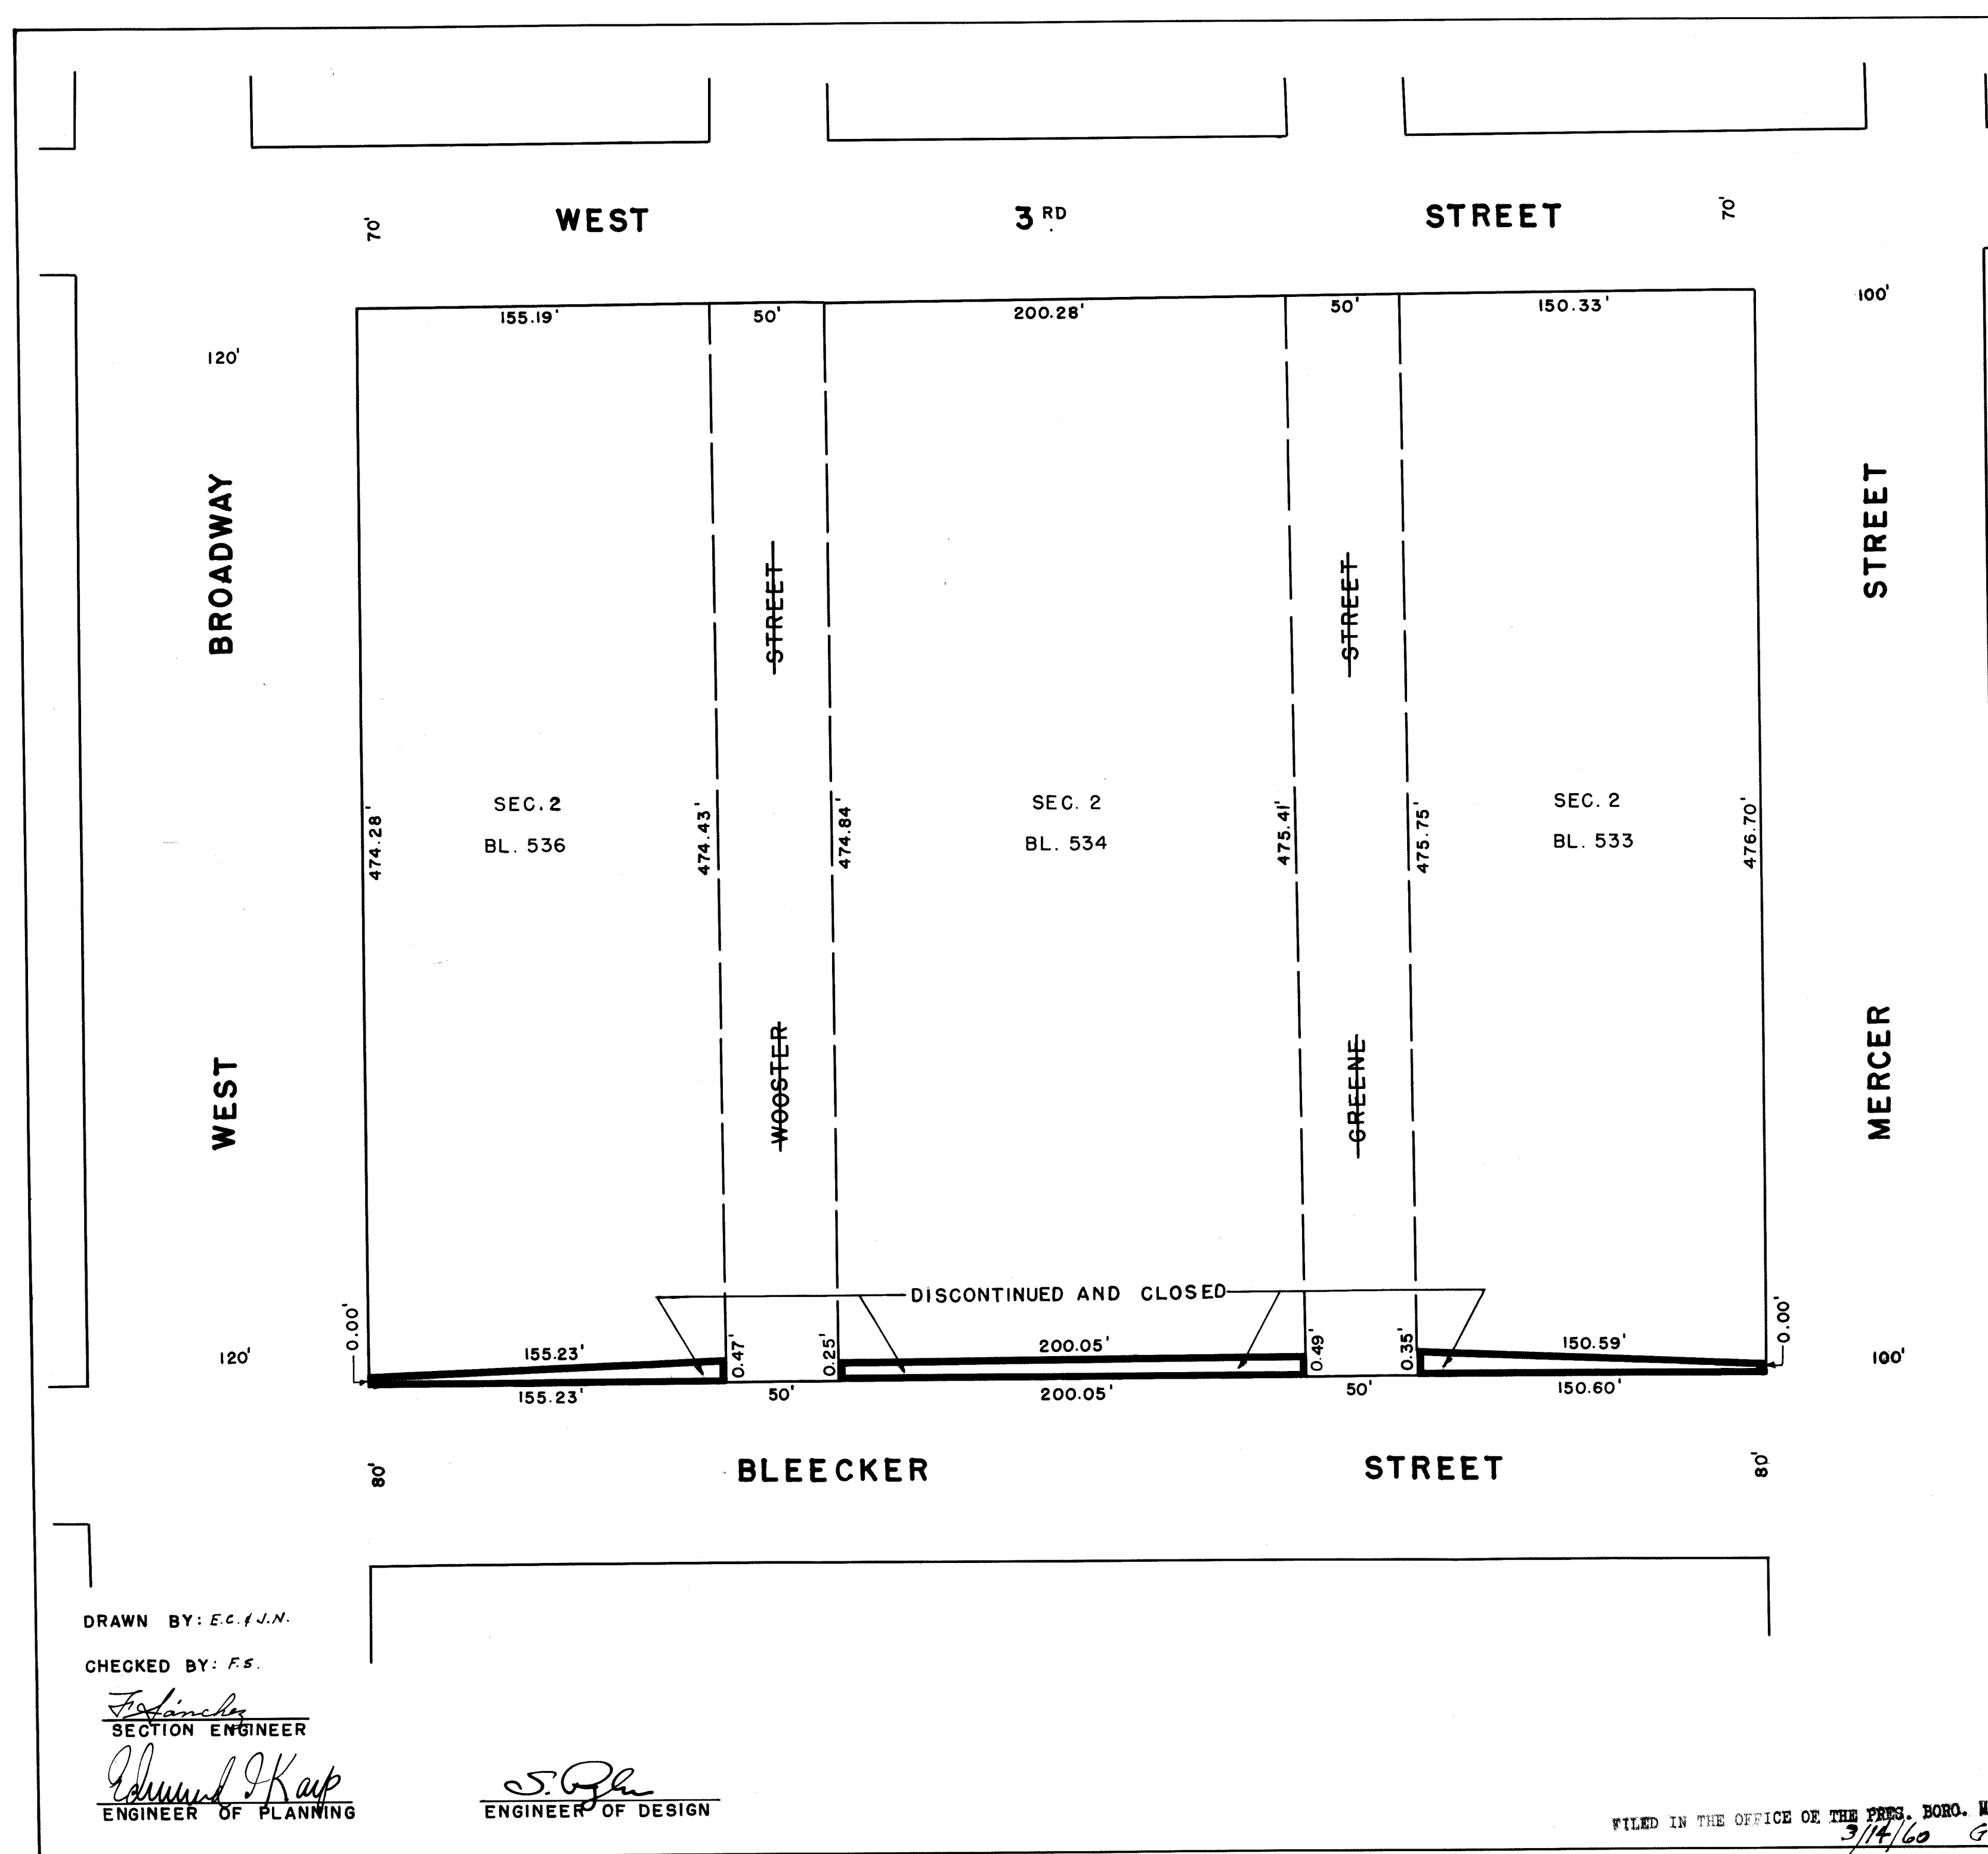 WEST 3RD STREET
70'
70'
155.19'
50'
200.28'
50'
150.33'
100'
120'
BROADWAY
STREET
STREET
STREET
SEC. 2
BL. 536
SEC. 2
BL. 534
SEC. 2
BL. 533
474.28'
474.43'
474.84'
475.41'
475.75'
476.70'
WEST
WOOSTER
GREENE
MERCER
DISCONTINUED AND CLOSED
0.00'
155.23'
0.47'
0.25'
200.05'
0.49'
0.35'
150.59'
0.00'
120'
100'
155.23'
50'
200.05'
50'
150.60'
80'
BLEECKER STREET
80'
DRAWN BY: E.C. & J.N.
CHECKED BY: F.S.
F. Sánchez
SECTION ENGINEER
Edmund I Karp
ENGINEER OF PLANNING
S.
ENGINEER OF DESIGN
FILED IN THE OFFICE OF THE PRES. BORO. M
3/14/60 G